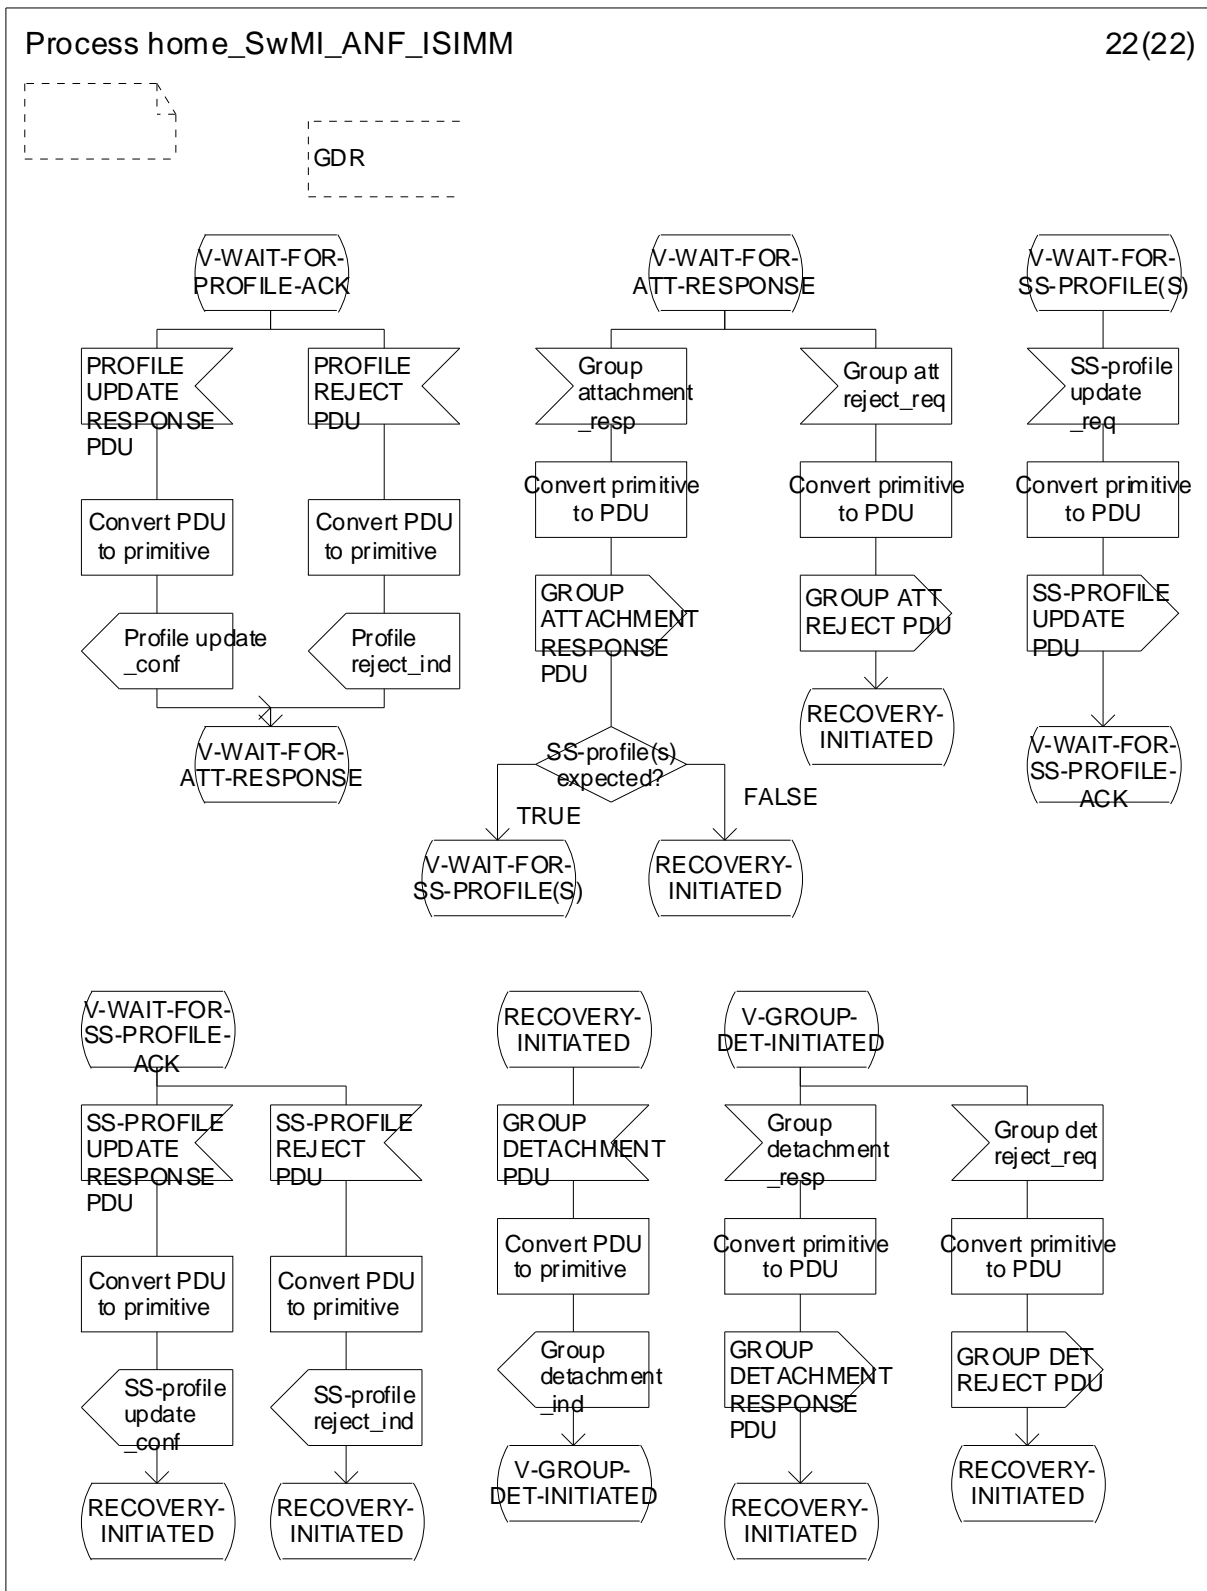 Process home_SwMI_ANF_ISIMM
22(22)
GDR
V-WAIT-FOR-
PROFILE-ACK
V-WAIT-FOR-
ATT-RESPONSE
V-WAIT-FOR-
SS-PROFILE(S)
PROFILE
UPDATE
RESPONSE
PDU
PROFILE
REJECT
PDU
Group
attachment
_resp
Group att
reject_req
SS-profile
update
_req
Convert PDU
to primitive
Convert PDU
to primitive
Convert primitive
to PDU
Convert primitive
to PDU
Convert primitive
to PDU
Profile update
_conf
Profile
reject_ind
GROUP
ATTACHMENT
RESPONSE
PDU
GROUP ATT
REJECT PDU
SS-PROFILE
UPDATE
PDU
V-WAIT-FOR-
ATT-RESPONSE
SS-profile(s)
expected?
RECOVERY-
INITIATED
V-WAIT-FOR-
SS-PROFILE-
ACK
TRUE
FALSE
V-WAIT-FOR-
SS-PROFILE(S)
RECOVERY-
INITIATED
V-WAIT-FOR-
SS-PROFILE-
ACK
RECOVERY-
INITIATED
V-GROUP-
DET-INITIATED
SS-PROFILE
UPDATE
RESPONSE
PDU
SS-PROFILE
REJECT
PDU
GROUP
DETACHMENT
PDU
Group
detachment
_resp
Group det
reject_req
Convert PDU
to primitive
Convert PDU
to primitive
Convert PDU
to primitive
Convert primitive
to PDU
Convert primitive
to PDU
SS-profile
update
_conf
SS-profile
reject_ind
Group
detachment
_ind
GROUP
DETACHMENT
RESPONSE
PDU
GROUP DET
REJECT PDU
RECOVERY-
INITIATED
RECOVERY-
INITIATED
V-GROUP-
DET-INITIATED
RECOVERY-
INITIATED
RECOVERY-
INITIATED